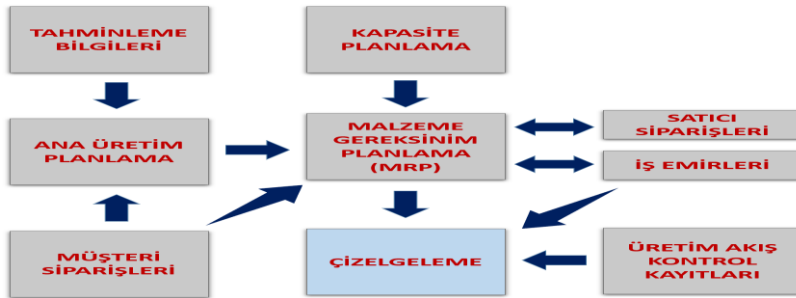 TAHMİNLEME
BİLGİLERİ
KAPASİTE
PLANLAMA
ANA ÜRETİM
PLANLAMA
MALZEME
GEREKSİNİM
PLANLAMA
(MRP)
SATICI
SİPARİŞLERİ
İŞ EMİRLERİ
MÜŞTERİ
SİPARİŞLERİ
ÇİZELGELEME
ÜRETİM AKIŞ
KONTROL
KAYITLARI